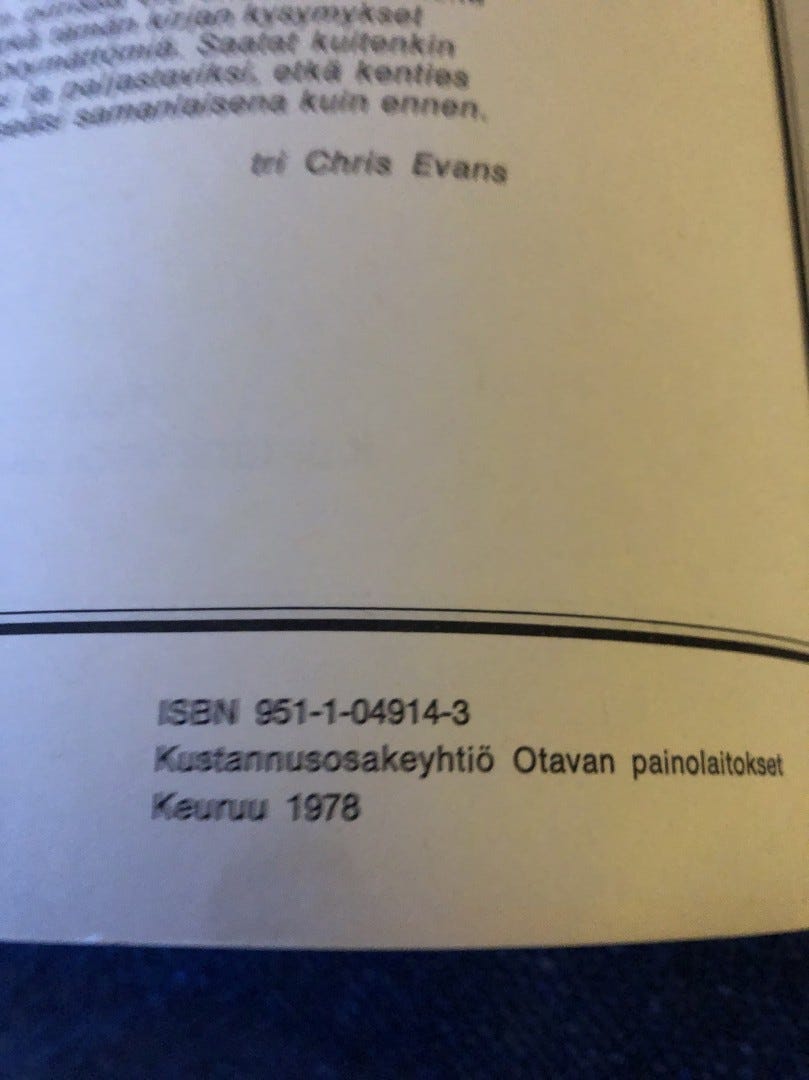 tämän kirjan kysymykset
Saatat kuitenkin
ja paljastaviksi, etkä kenties
samanlaisena kuin ennen.
tri Chris Evans
ISBN 951-1-04914-3
Kustannusosakeyhtiö Otavan painolaitokset
Keuruu 1978